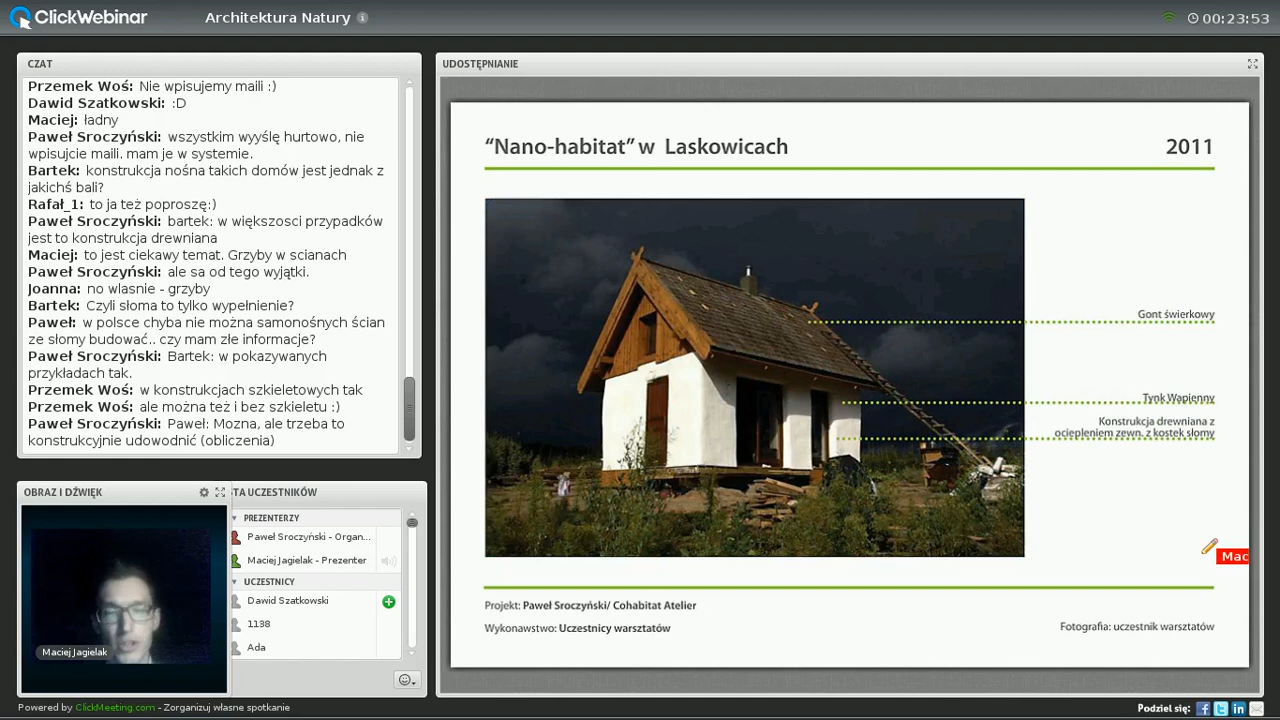 ClickWebinar
Architektura Natury
00:23:53
CZAT
Przemek Woś: Nie wpisujemy maili :)
Dawid Szatkowski: :D
Maciej: ładny
Paweł Sroczyński: wszystkim wyyślę hurtowo, nie
wpisujcie maili. mam je w systemie.
Bartek: konstrukcja nośna takich domów jest jednak z
jakichś bali?
Rafał_1: to ja też poproszę:)
Paweł Sroczyński: bartek: w większosci przypadków
jest to konstrukcja drewniana
Maciej: to jest ciekawy temat. Grzyby w scianach
Paweł Sroczyński: ale sa od tego wyjątki.
Joanna: no wlasnie - grzyby
Bartek: Czyli słoma to tylko wypełnienie?
Paweł: w polsce chyba nie można samonośnych ścian
ze słomy budować.. czy mam złe informacje?
Paweł Sroczyński: Bartek: w pokazywanych
przykładach tak.
Przemek Woś: w konstrukcjach szkieletowych tak
Przemek Woś: ale można też i bez szkieletu :)
Paweł Sroczyński: Paweł: Mozna, ale trzeba to
konstrukcyjnie udowodnić (obliczenia)
OBRAZ I DŹWIĘK
Maciej Jagielak
TA UCZESTNIKÓW
PREZENTERZY
Paweł Sroczyński - Organ...
Maciej Jagielak - Prezenter
UCZESTNICY
Dawid Szatkowski
1138
Ada
UDOSTĘPNIANIE
“Nano-habitat” w Laskowicach
2011
Gont świerkowy
Tynk Wapienny
Konstrukcja drewniana z
ociepleniem zewn. z kostek słomy
Mac
Projekt: Paweł Sroczyński/ Cohabitat Atelier
Wykonawstwo: Uczestnicy warsztatów
Fotografia: uczestnik warsztatów
Powered by ClickMeeting.com - Zorganizuj własne spotkanie
Podziel się: